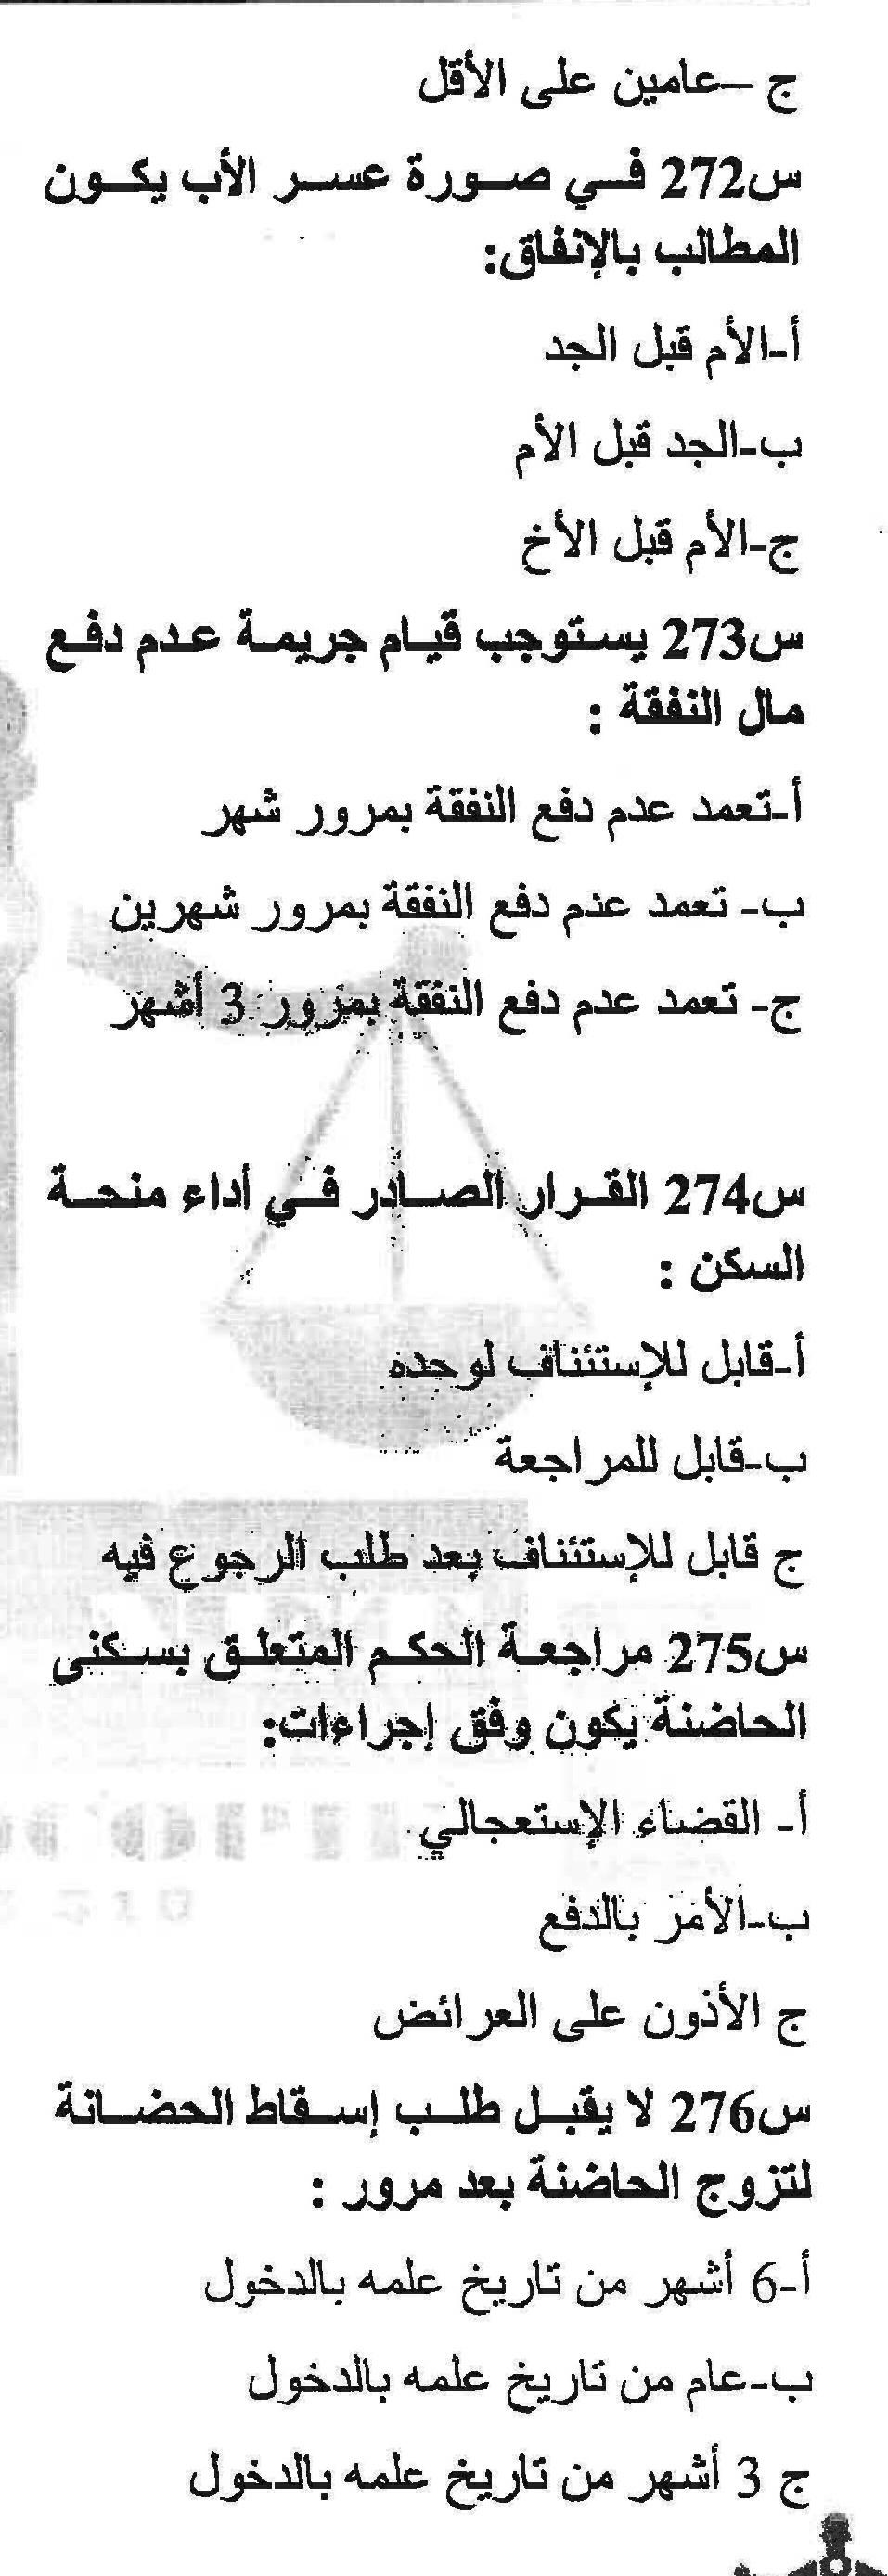 ج –عامين على الأقل
س272 في صورة عسر الأب يكون
المطالب بالإنفاق:
أ-الأم قبل الجد
ب-الجد قبل الأم
ج-الأم قبل الأخ
س273 يستوجب قيام جريمة عدم دفع
مال النفقة :
أ-تعمد عدم دفع النفقة بمرور شهر
ب- تعمد عدم دفع النفقة بمرور شهرين
ج- تعمد عدم دفع النفقة بمرور 3 أشهر
س274 القرار الصادر في أداء منحة
السكن :
أ-قابل للإستئناف لوحده
ب-قابل للمراجعة
ج قابل للإستئناف بعد طلب الرجوع فيه
س275 مراجعة الحكم المتعلق بسكنى
الحاضنة يكون وفق إجراءات:
أ- القضاء الإستعجالي
ب-الأمر بالدفع
ج الأذون على العرائض
س276 لا يقبل طلب إسقاط الحضانة
لتزوج الحاضنة بعد مرور :
أ-6 أشهر من تاريخ علمه بالدخول
ب-عام من تاريخ علمه بالدخول
ج 3 أشهر من تاريخ علمه بالدخول